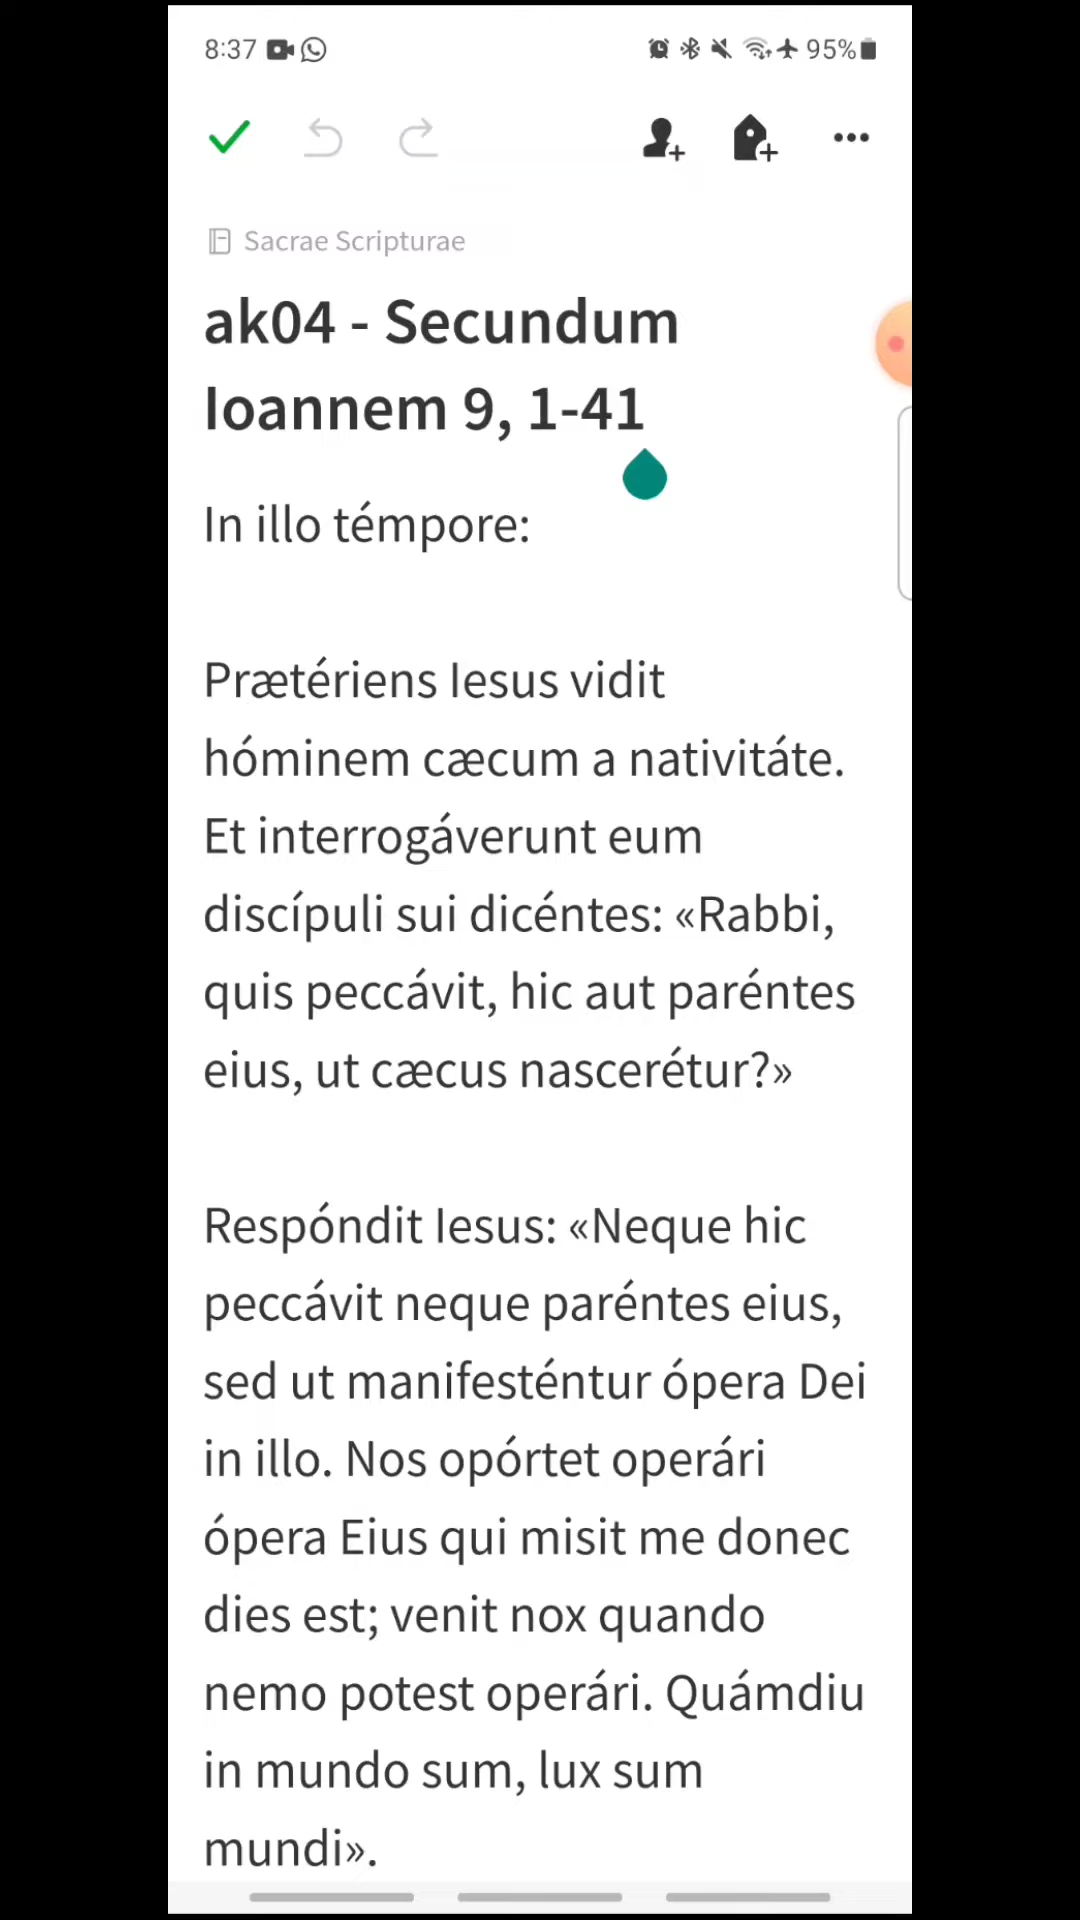 8:37 95%
Sacrae Scripturae
ak04 - Secundum
Ioannem 9, 1-41
In illo témpore:
Prætériens Iesus vidit
hóminem cæcum a nativitáte.
Et interrogáverunt eum
discípuli sui dicéntes: «Rabbi,
quis peccávit, hic aut paréntes
eius, ut cæcus nascerétur?»
Respóndit Iesus: «Neque hic
peccávit neque paréntes eius,
sed ut manifesténtur ópera Dei
in illo. Nos opórtet operári
ópera Eius qui misit me donec
dies est; venit nox quando
nemo potest operári. Quámdiu
in mundo sum, lux sum
mundi».